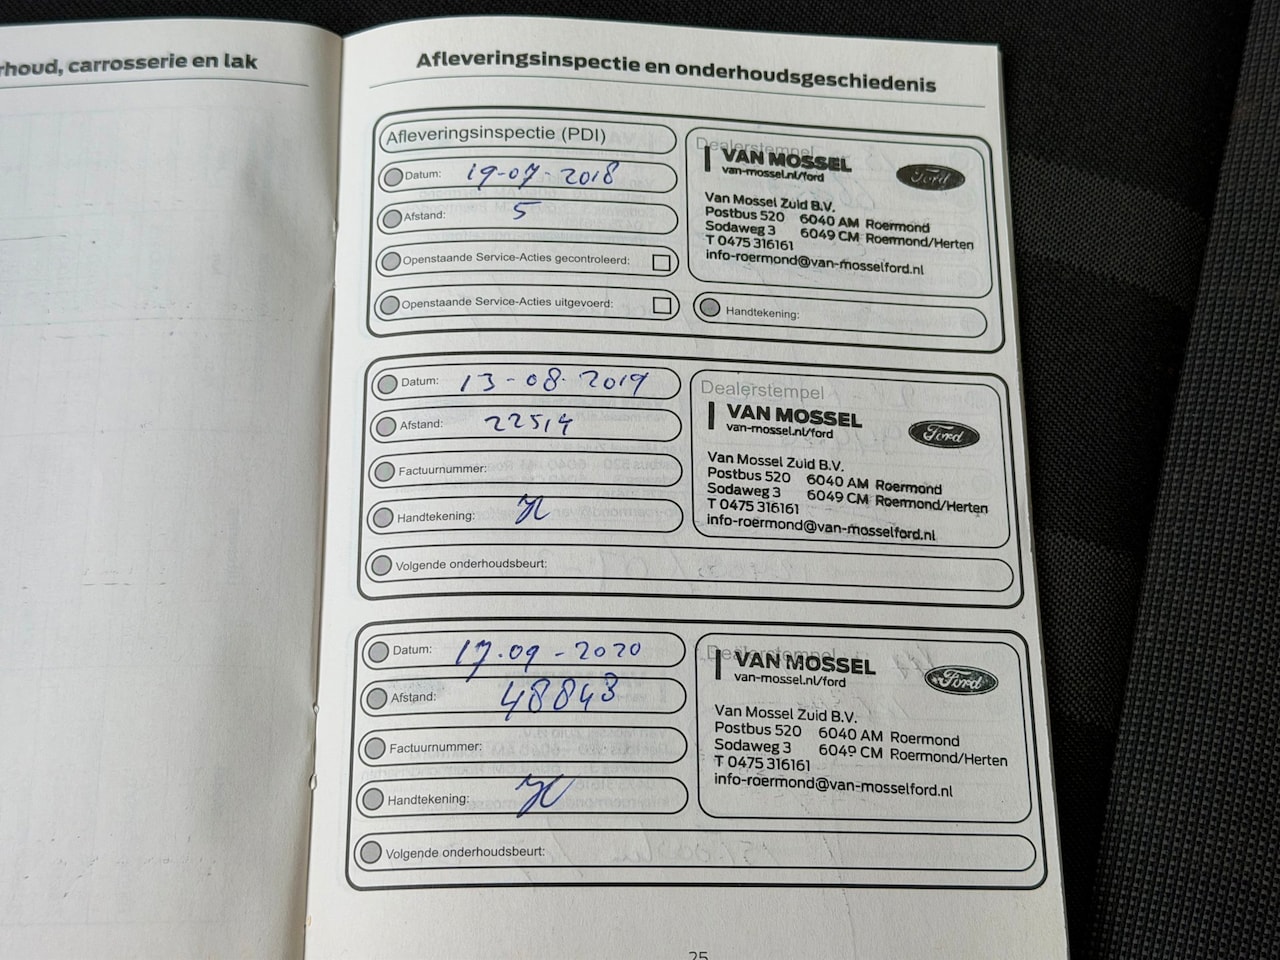 rhoud, carrosserie en lak
Afleveringsinspectie en onderhoudsgeschiedenis
Afleveringsinspectie (PDI)
Datum: 19-07-2018
Afstand: 5
Openstaande Service-Acties gecontroleerd:
Openstaande Service-Acties uitgevoerd:
Dealerstempel
VAN MOSSEL
van-mossel.nl/ford
Ford
Van Mossel Zuid B.V.
Postbus 520 6040 AM Roermond
Sodaweg 3 6049 CM Roermond/Herten
T 0475 316161
info-roermond@van-mosselford.nl
Handtekening:
Datum: 13-08-2019
Afstand: 22514
Factuurnummer:
Handtekening:
Volgende onderhoudsbeurt:
Dealerstempel
VAN MOSSEL
van-mossel.nl/ford
Ford
Van Mossel Zuid B.V.
Postbus 520 6040 AM Roermond
Sodaweg 3 6049 CM Roermond/Herten
T 0475 316161
info-roermond@van-mosselford.nl
Datum: 17-09-2020
Afstand: 48843
Factuurnummer:
Handtekening:
Volgende onderhoudsbeurt:
Dealerstempel
VAN MOSSEL
van-mossel.nl/ford
Ford
Van Mossel Zuid B.V.
Postbus 520 6040 AM Roermond
Sodaweg 3 6049 CM Roermond/Herten
T 0475 316161
info-roermond@van-mosselford.nl
25